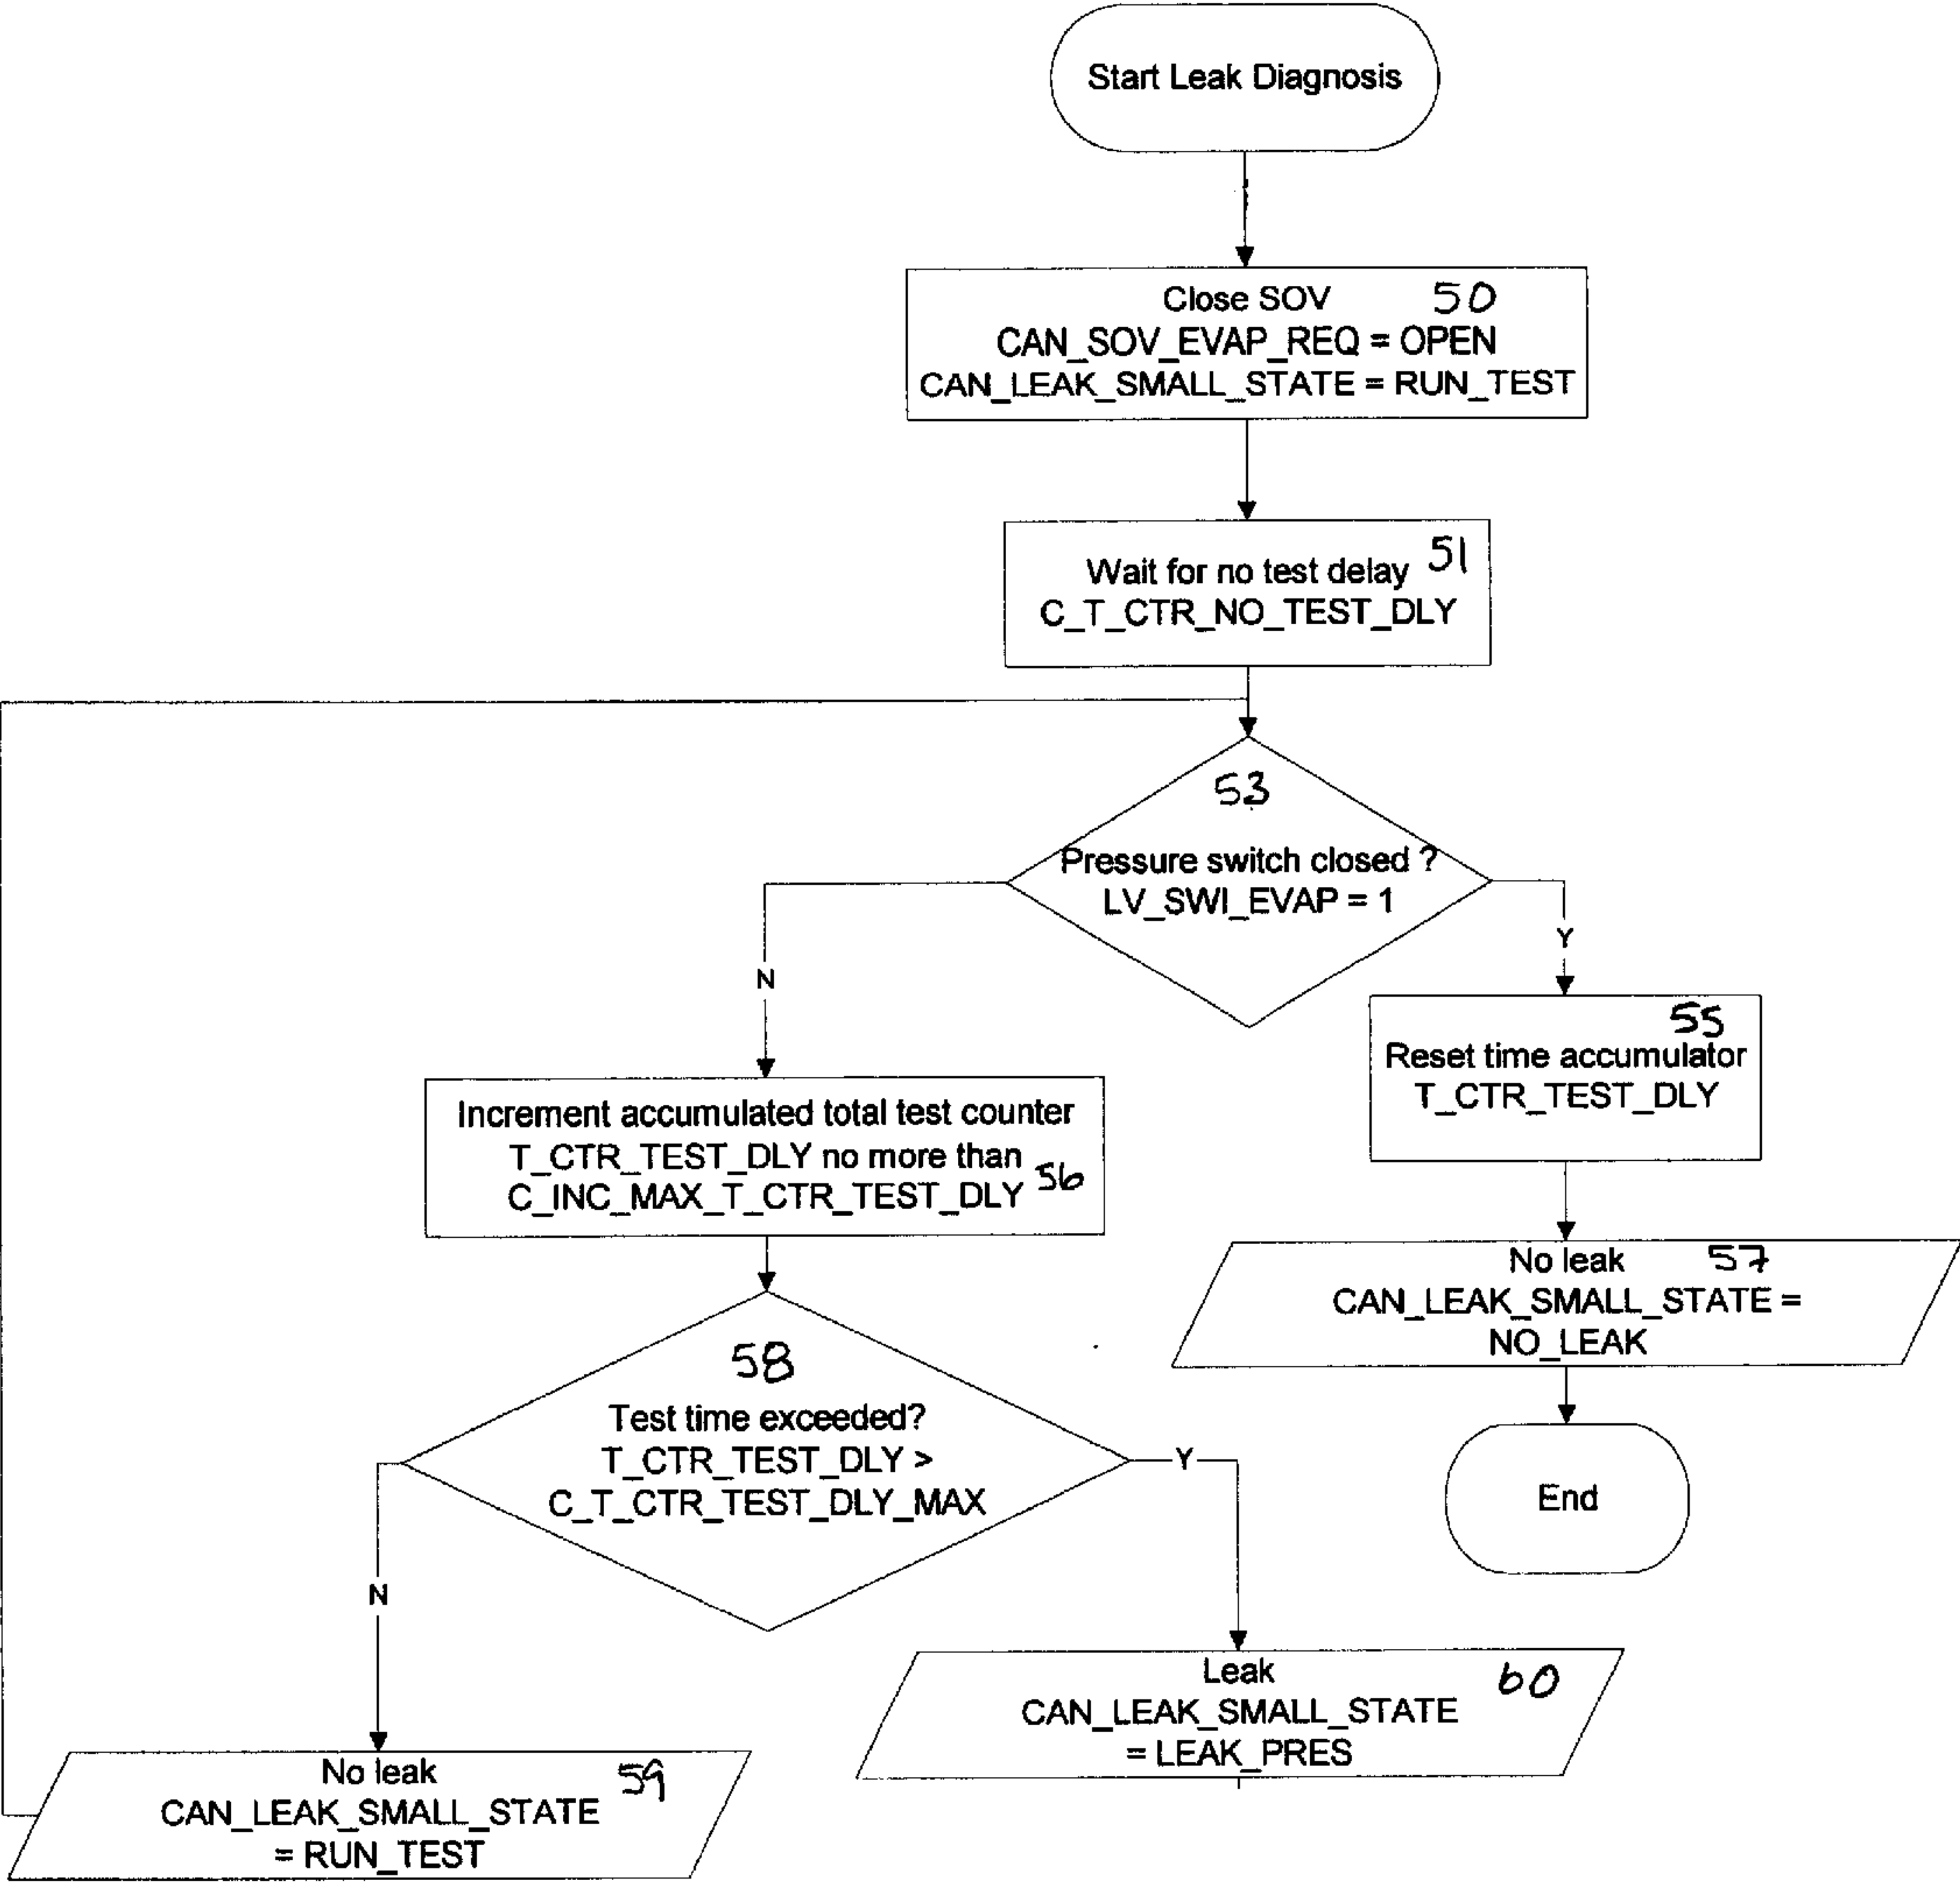 Start Leak Diagnosis
Close SOV 50
CAN_SOV_EVAP_REQ = OPEN
CAN_LEAK_SMALL_STATE = RUN_TEST
Wait for no test delay 51
C_T_CTR_NO_TEST_DLY
53
Pressure switch closed ?
LV_SWI_EVAP = 1
N
Y
55
Reset time accumulator
T_CTR_TEST_DLY
Increment accumulated total test counter
T_CTR_TEST_DLY no more than 56
C_INC_MAX_T_CTR_TEST_DLY
No leak 57
CAN_LEAK_SMALL_STATE =
NO_LEAK
58
Test time exceeded?
T_CTR_TEST_DLY >
C_T_CTR_TEST_DLY_MAX
Y
N
End
Leak 60
CAN_LEAK_SMALL_STATE
= LEAK_PRES
No leak 59
CAN_LEAK_SMALL_STATE
= RUN_TEST